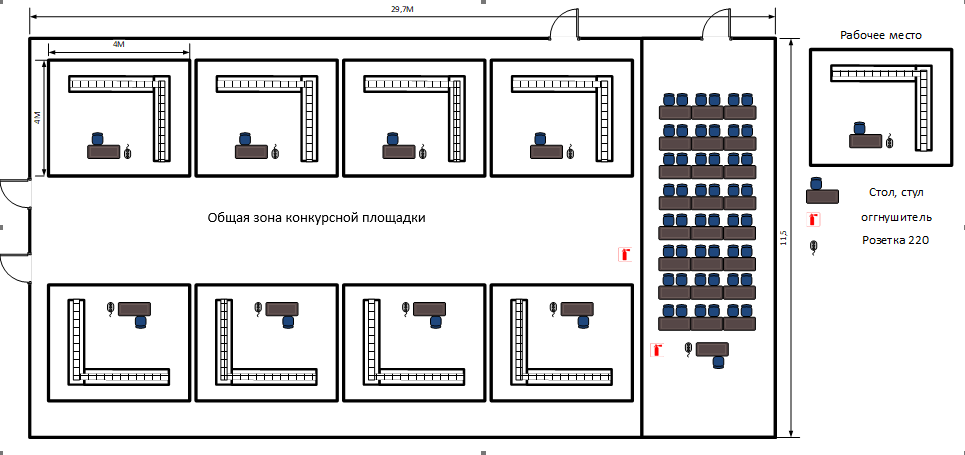 29,7М
4М
Рабочее место
4М
Стол, стул
Общая зона конкурсной площадки
оггнушитель
11,5
Розетка 220